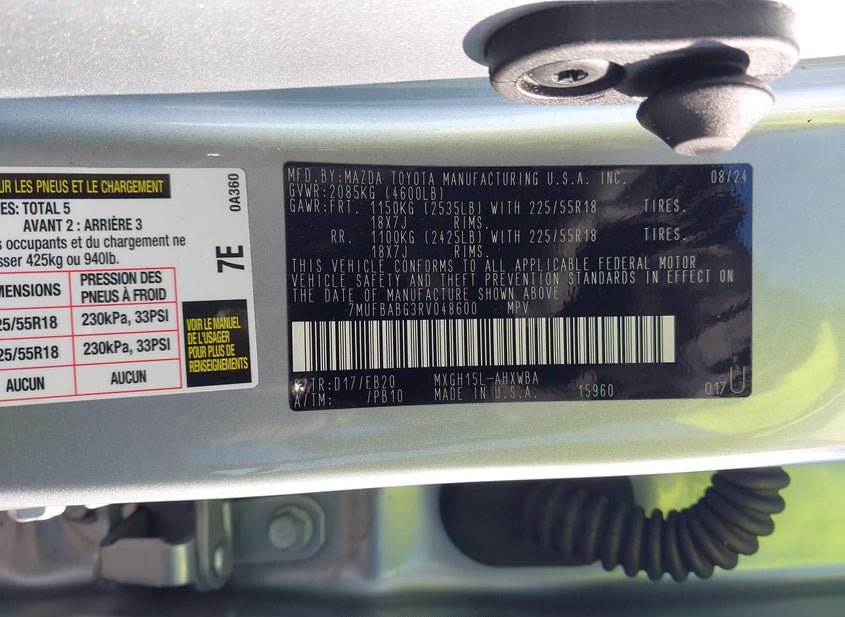 UR LES PNEUS ET LE CHARGEMENT
ES: TOTAL 5
AVANT 2 : ARRIÈRE 3
s occupants et du chargement ne
sser 425kg ou 940lb.
MENSIONS PRESSION DES PNEUS À FROID
25/55R18 230kPa, 33PSI
25/55R18 230kPa, 33PSI
AUCUN AUCUN
0A360
7E
VOIR LE MANUEL
DE L'USAGER
POUR PLUS DE
RENSEIGNEMENTS
MFD.BY:MAZDA TOYOTA MANUFACTURING U.S.A. INC. 08/24
GVWR:2085KG (4600LB)
GAWR:FRT. 1150KG (2535LB) WITH 225/55R18 TIRES.
18X7J RIMS.
RR. 1100KG (2425LB) WITH 225/55R18 TIRES.
18X7J RIMS.
THIS VEHICLE CONFORMS TO ALL APPLICABLE FEDERAL MOTOR
VEHICLE SAFETY AND THEFT PREVENTION STANDARDS IN EFFECT ON
THE DATE OF MANUFACTURE SHOWN ABOVE.
7MUFBABG3RV048600 MPV
C/TR:D17/EB20 MXGH15L-AHXWBA
A/TM: /PB10 MADE IN U.S.A. 15960 017 U